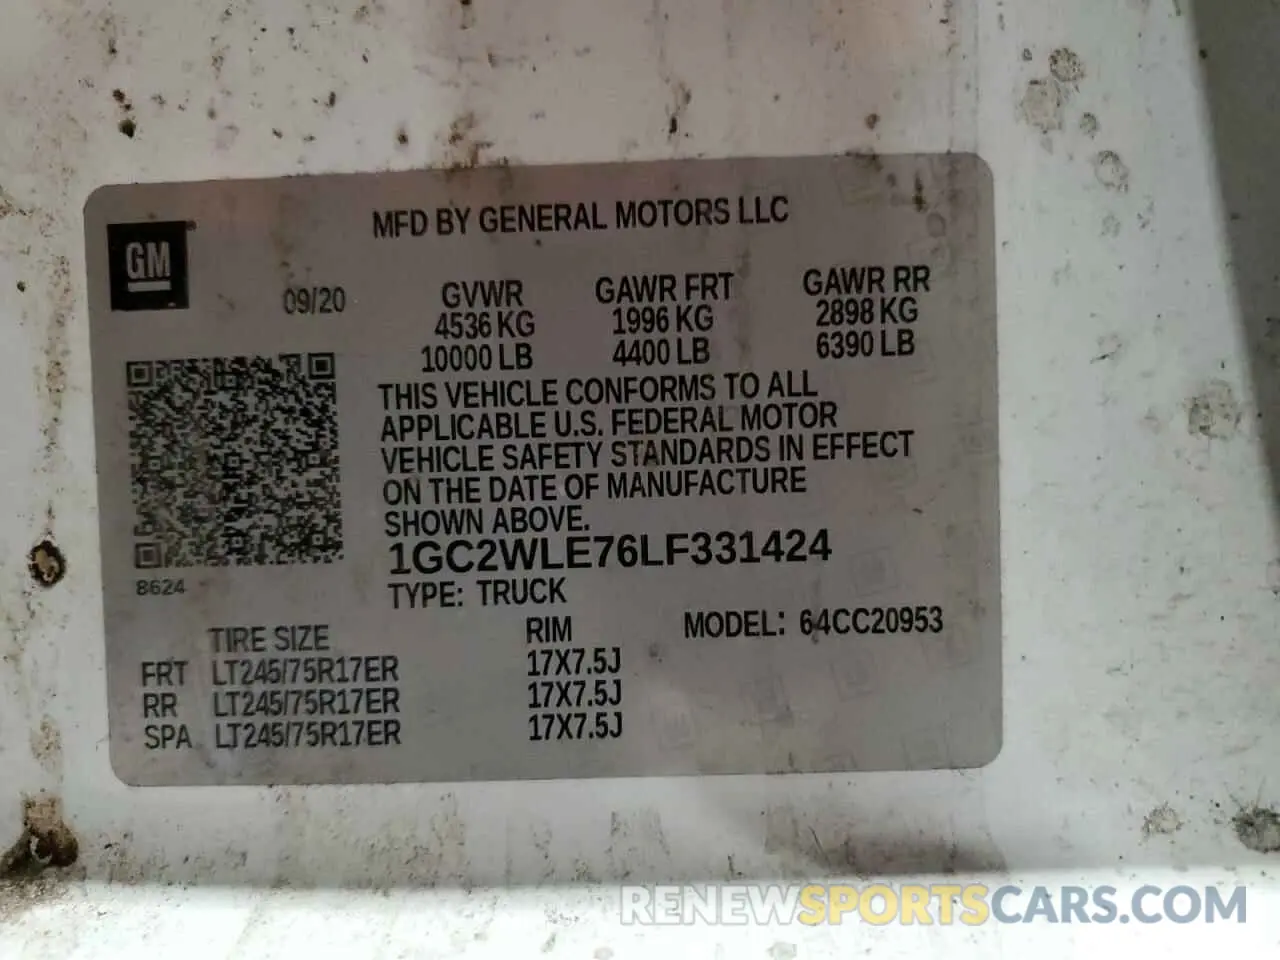 MFD BY GENERAL MOTORS LLC
GM
09/20
GVWR GAWR FRT GAWR RR
4536 KG 1996 KG 2898 KG
10000 LB 4400 LB 6390 LB
THIS VEHICLE CONFORMS TO ALL
APPLICABLE U.S. FEDERAL MOTOR
VEHICLE SAFETY STANDARDS IN EFFECT
ON THE DATE OF MANUFACTURE
SHOWN ABOVE.
1GC2WLE76LF331424
8624
TYPE: TRUCK
TIRE SIZE RIM MODEL: 64CC20953
FRT LT245/75R17ER 17X7.5J
RR LT245/75R17ER 17X7.5J
SPA LT245/75R17ER 17X7.5J
RENEWSPORTSCARS.COM